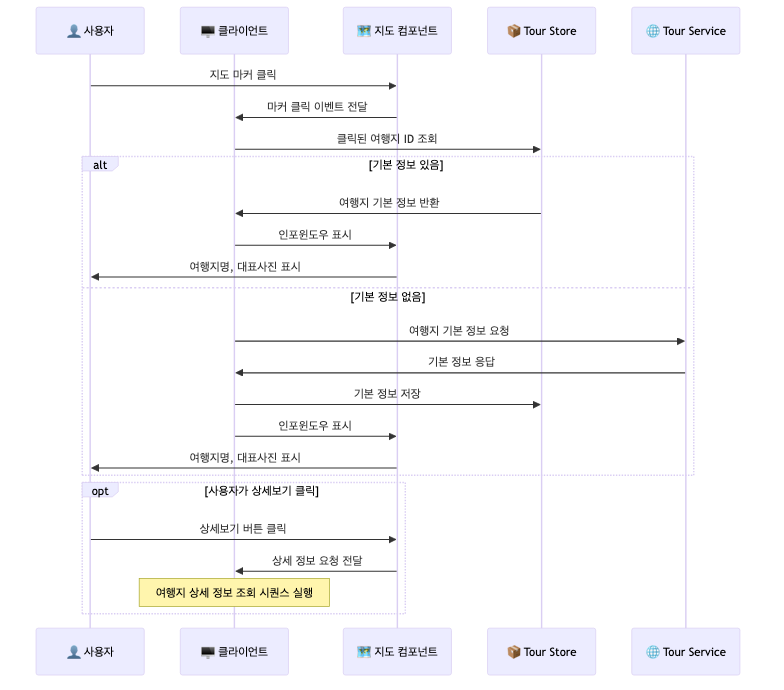 👤 사용자
🖥️ 클라이언트
🗺️ 지도 컴포넌트
📦 Tour Store
🌐 Tour Service
지도 마커 클릭
마커 클릭 이벤트 전달
클릭된 여행지 ID 조회
alt
[기본 정보 있음]
여행지 기본 정보 반환
인포윈도우 표시
여행지명, 대표사진 표시
[기본 정보 없음]
여행지 기본 정보 요청
기본 정보 응답
기본 정보 저장
인포윈도우 표시
여행지명, 대표사진 표시
opt
[사용자가 상세보기 클릭]
상세보기 버튼 클릭
상세 정보 요청 전달
여행지 상세 정보 조회 시퀀스 실행
👤 사용자
🖥️ 클라이언트
🗺️ 지도 컴포넌트
📦 Tour Store
🌐 Tour Service